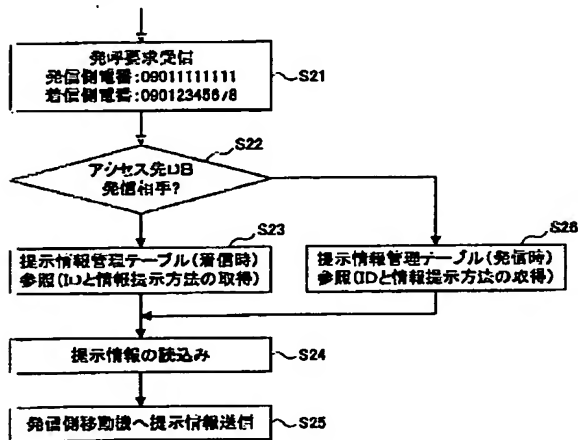 発呼要求受信
発信側電番:09011111111
着信側電番:09012345678
S21
S22
アクセス先DB
発信相手?
S23
提示情報管理テーブル(着信時)
参照(IDと情報提示方法の取得)
S26
提示情報管理テーブル(発信時)
参照(IDと情報提示方法の取得)
提示情報の読込み
S24
発信側移動機へ提示情報送信
S25